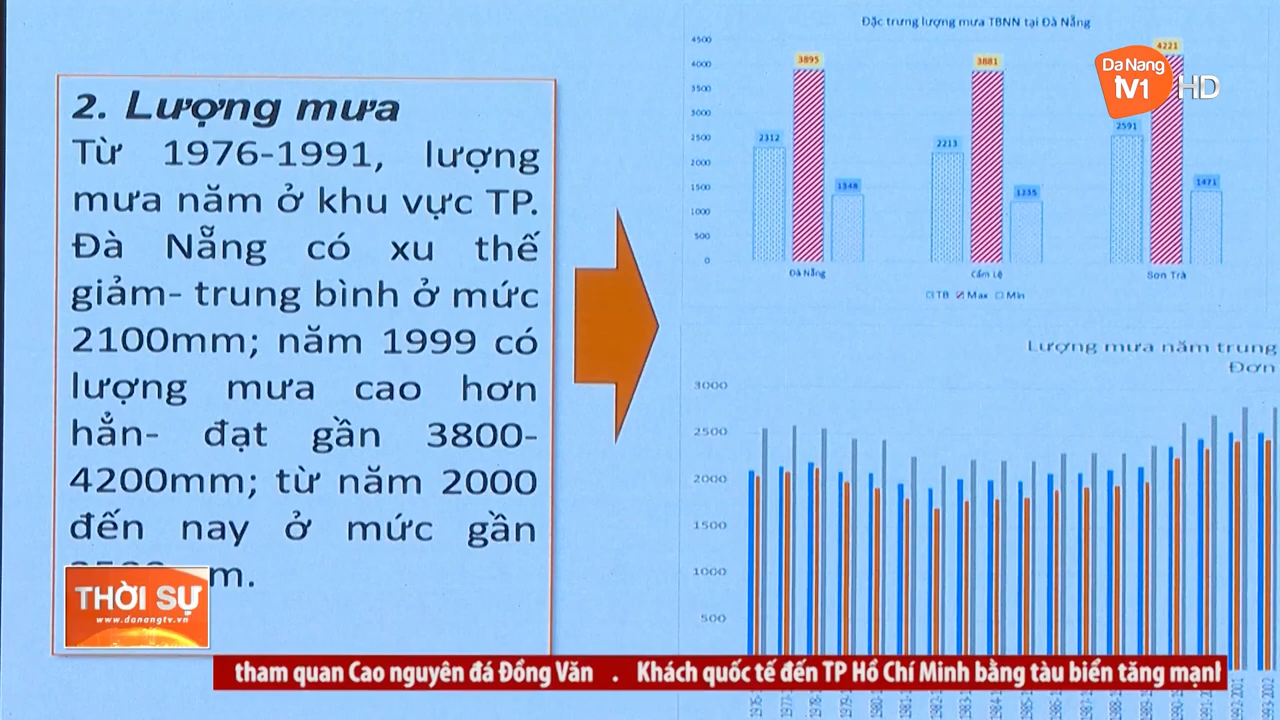 2. Lượng mưa
Từ 1976-1991, lượng
mưa năm ở khu vực TP.
Đà Nẵng có xu thế
giảm- trung bình ở mức
2100mm; năm 1999 có
lượng mưa cao hơn
hẳn- đạt gần 3800-
4200mm; từ năm 2000
đến nay ở mức gần
m.
Đặc trưng lượng mưa TBNN tại Đà Nẵng
4500
4000
3000
2500
2000
1500
1000
500
0
2312
3895
1348
2213
3881
1235
2591
4221
1471
Đà Nẵng
Cẩm Lệ
Sơn Trà
TB Max Min
Da Nang
TV1 HD
Lượng mưa năm trung
Đơn
3000
2500
2000
1500
1000
500
THỜI SỰ
www.danangtv.vn
tham quan Cao nguyên đá Đồng Văn . Khách quốc tế đến TP Hồ Chí Minh bằng tàu biển tăng mạnh